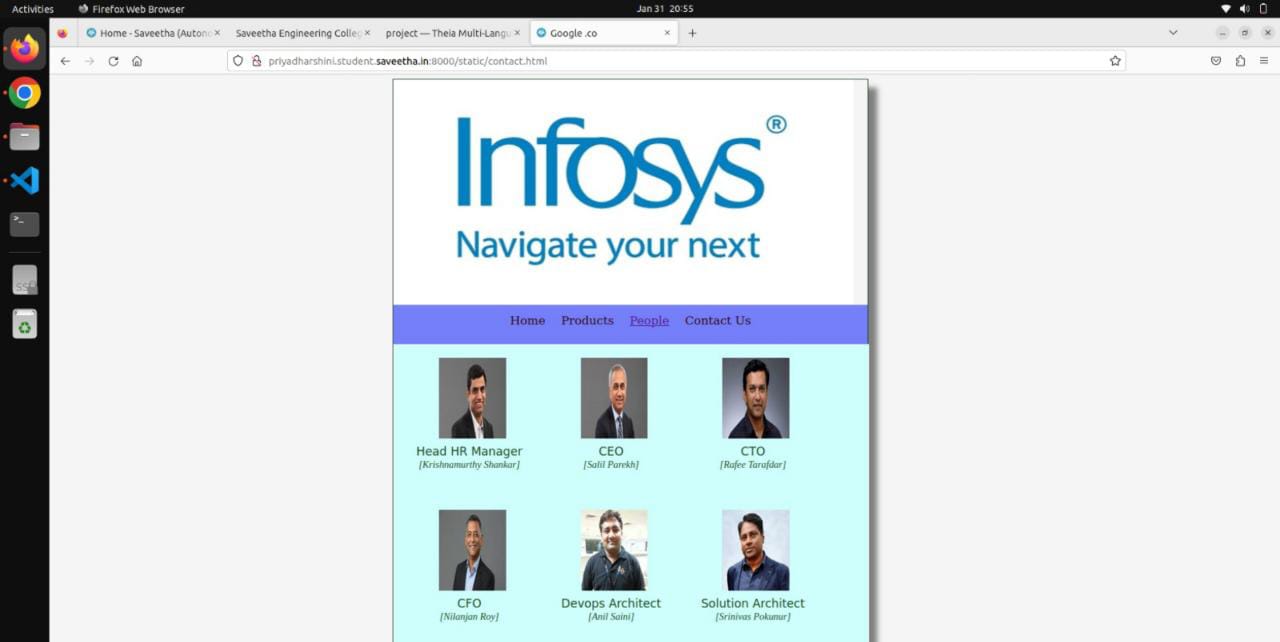 Activities Firefox Web Browser Jan 31 20:55
Home - Saveetha (Autono Saveetha Engineering Colleg project — Theia Multi-Langu Google .co
priyadharshini.student.saveetha.in:8000/static/contact.html
Infosys®
Navigate your next
Home Products People Contact Us
Head HR Manager CEO CTO
[Krishnamurthy Shankar] [Salil Parekh] [Rafee Tarafdar]
CFO Devops Architect Solution Architect
[Nilanjan Roy] [Anil Saini] [Srinivas Pokunur]